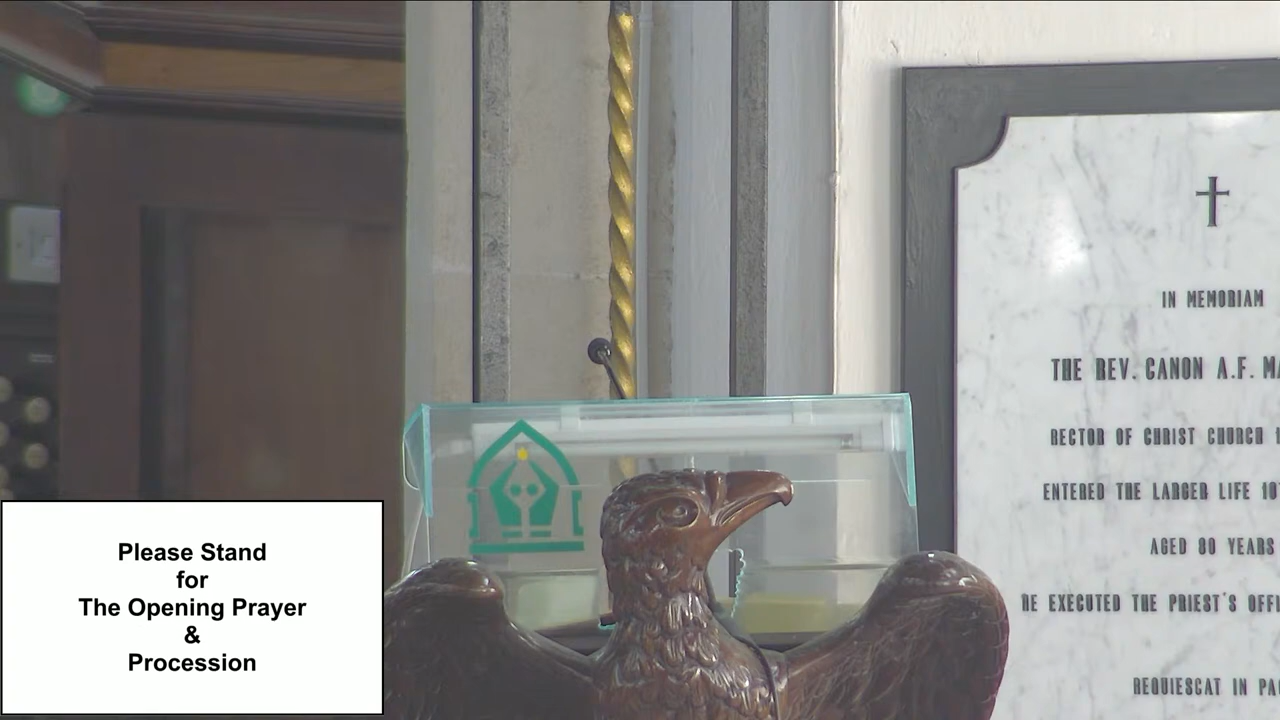 Please Stand
for
The Opening Prayer
&
Procession
IN MEMORIAM
THE REV. CANON A.F.
RECTOR OF CHRIST CHURCH
ENTERED THE LARGER LIFE
AGED 80 YEARS
HE EXECUTED THE PRIEST'S
REQUIESCAT IN